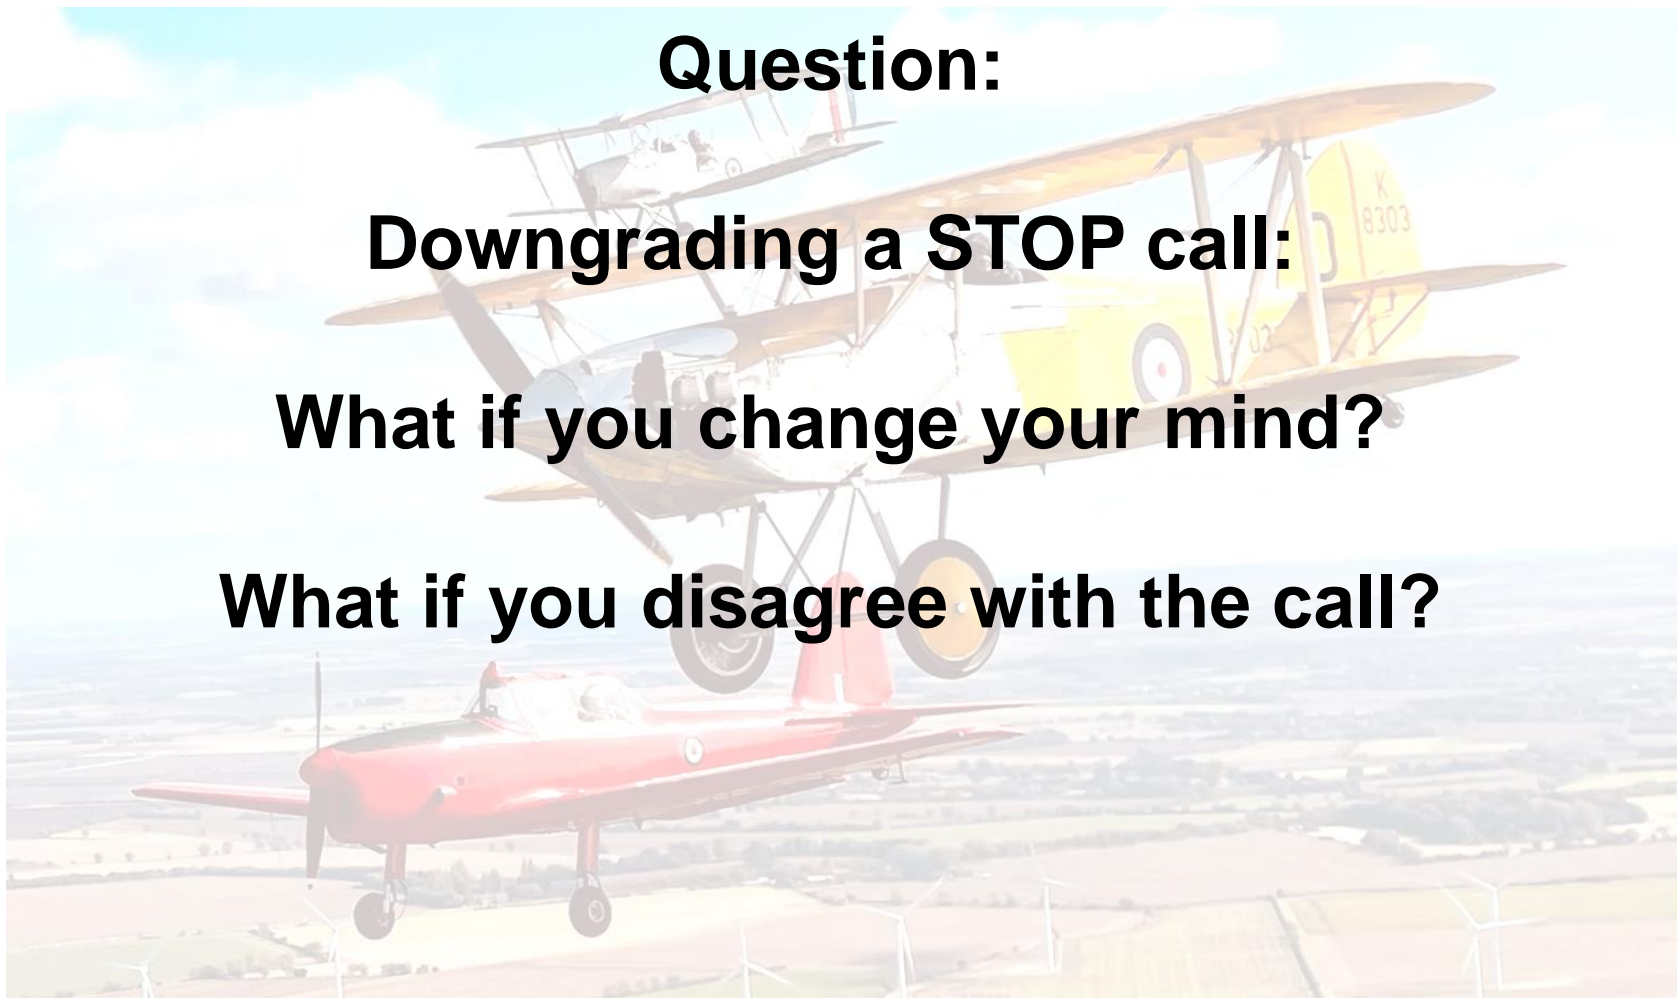 Question:
Downgrading a STOP call:
What if you change your mind?
What if you disagree with the call?
K
8303